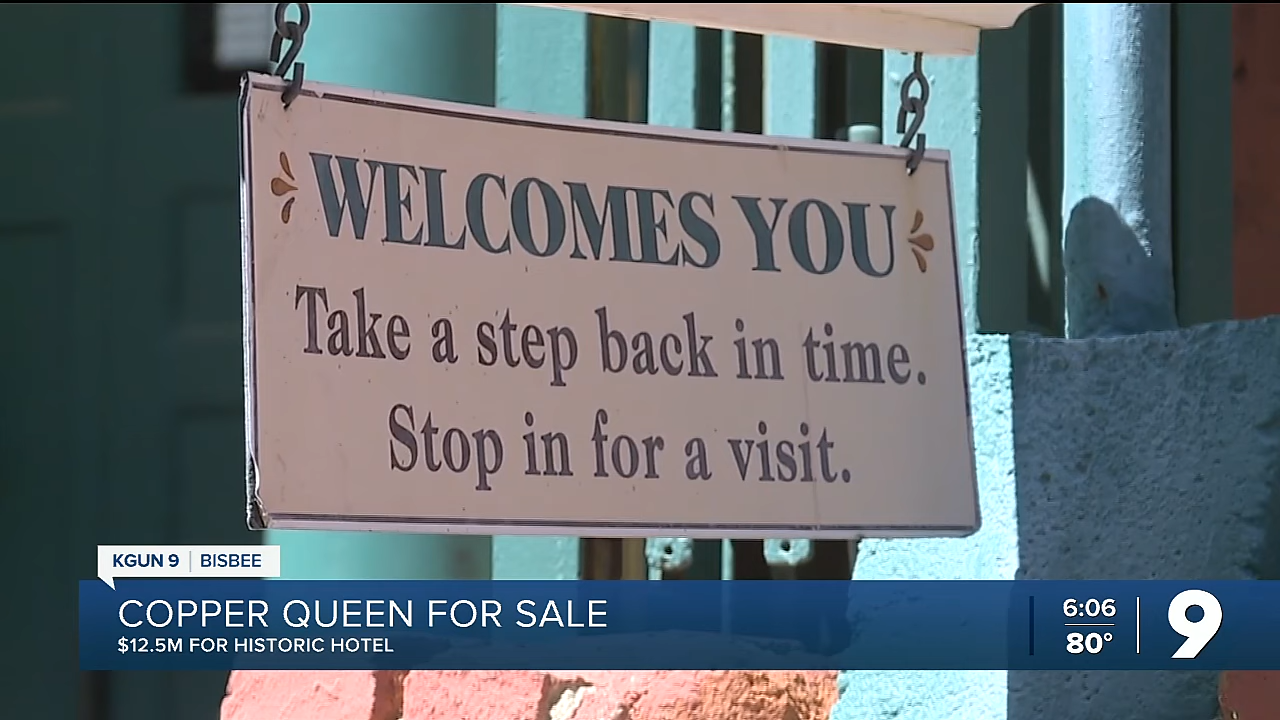 WELCOMES YOU
Take a step back in time.
Stop in for a visit.
KGUN 9 | BISBEE
COPPER QUEEN FOR SALE
$12.5M FOR HISTORIC HOTEL
6:06
80°
9